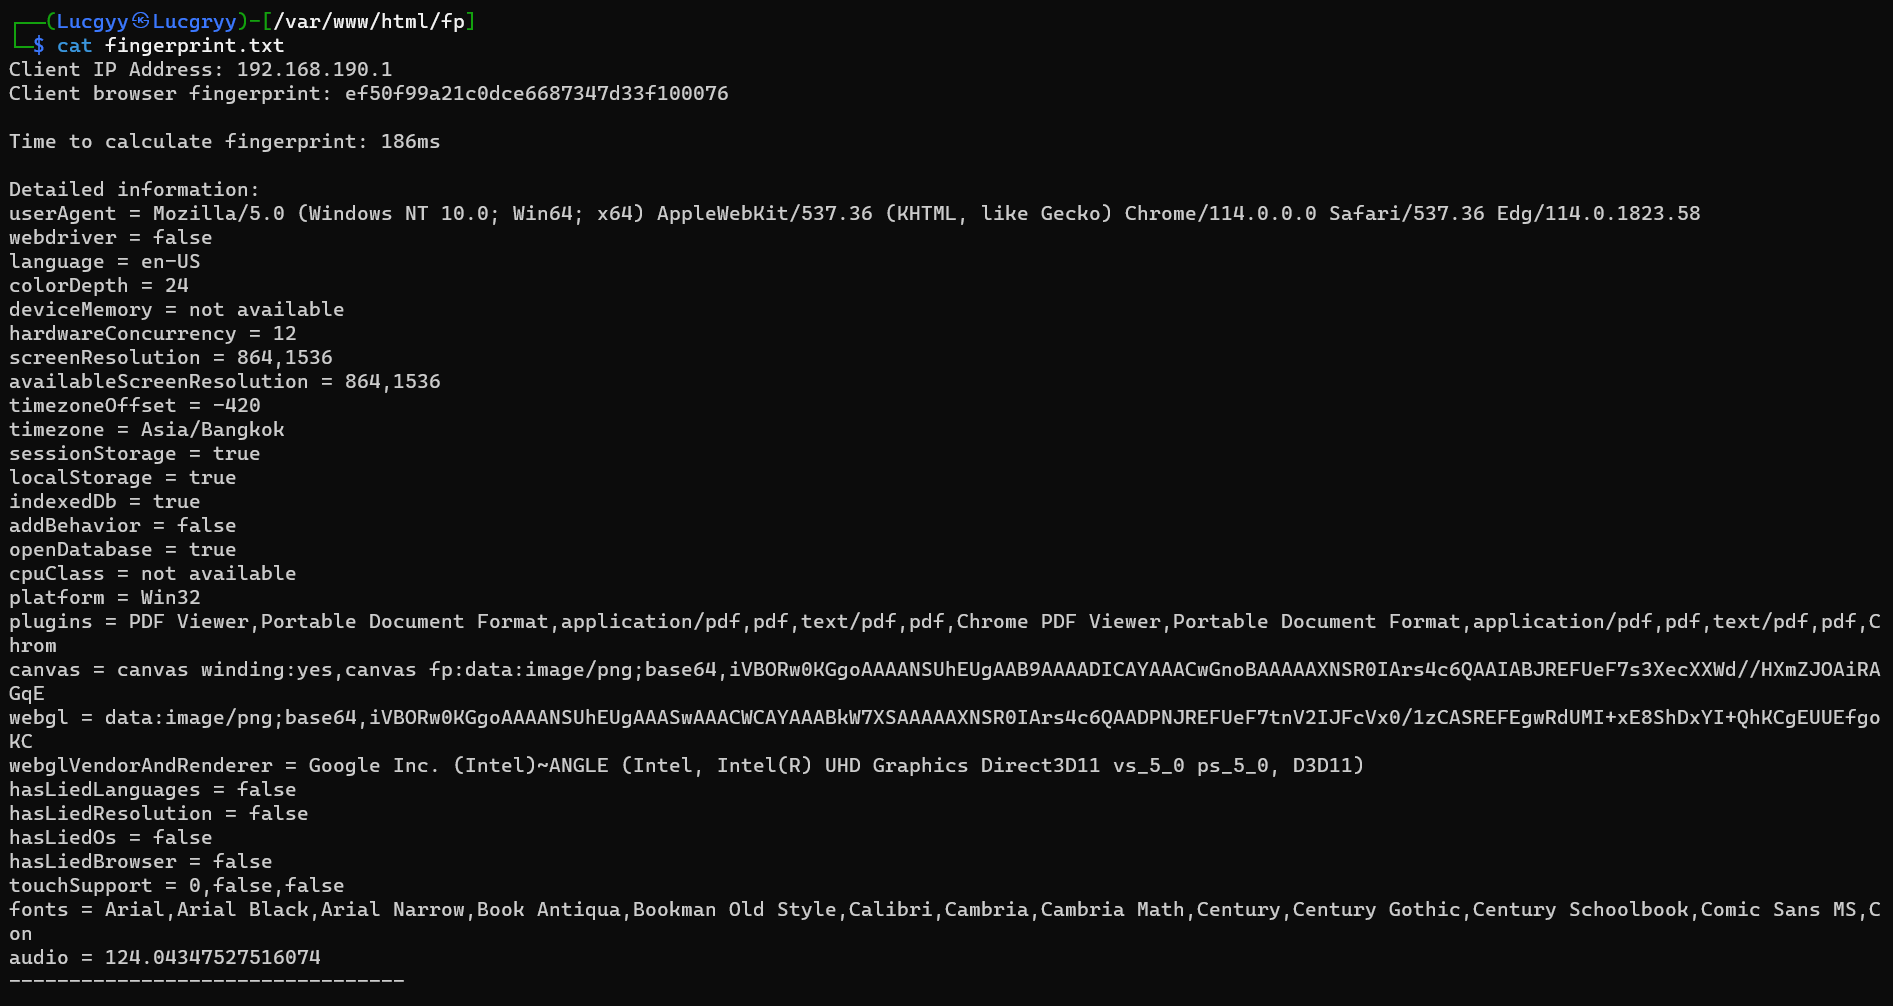 ┌──(Lucgyy㉿Lucgryy)-[/var/www/html/fp]
└─$ cat fingerprint.txt
Client IP Address: 192.168.190.1
Client browser fingerprint: ef50f99a21c0dce6687347d33f100076
Time to calculate fingerprint: 186ms
Detailed information:
userAgent = Mozilla/5.0 (Windows NT 10.0; Win64; x64) AppleWebKit/537.36 (KHTML, like Gecko) Chrome/114.0.0.0 Safari/537.36 Edg/114.0.1823.58
webdriver = false
language = en-US
colorDepth = 24
deviceMemory = not available
hardwareConcurrency = 12
screenResolution = 864,1536
availableScreenResolution = 864,1536
timezoneOffset = -420
timezone = Asia/Bangkok
sessionStorage = true
localStorage = true
indexedDb = true
addBehavior = false
openDatabase = true
cpuClass = not available
platform = Win32
plugins = PDF Viewer,Portable Document Format,application/pdf,pdf,text/pdf,pdf,Chrome PDF Viewer,Portable Document Format,application/pdf,pdf,text/pdf,pdf,C
hrom
canvas = canvas winding:yes,canvas fp:data:image/png;base64,iVBORw0KGgoAAAANSUhEUgAAB9AAAADICAYAAACwGnoBAAAAAXNSR0IArs4c6QAAIABJREFUeF7s3XecXXWd//HXmZJOAiRA
GqE
webgl = data:image/png;base64,iVBORw0KGgoAAAANSUhEUgAAASwAAACWCAYAAABkW7XSAAAAAXNSR0IArs4c6QAADPNJREFUeF7tnV2IJFcVx0/1zCASREFEgwRdUMI+xE8ShDxYI+QhKCgEUUEfgo
KC
webglVendorAndRenderer = Google Inc. (Intel)~ANGLE (Intel, Intel(R) UHD Graphics Direct3D11 vs_5_0 ps_5_0, D3D11)
hasLiedLanguages = false
hasLiedResolution = false
hasLiedOs = false
hasLiedBrowser = false
touchSupport = 0,false,false
fonts = Arial,Arial Black,Arial Narrow,Book Antiqua,Bookman Old Style,Calibri,Cambria,Cambria Math,Century,Century Gothic,Century Schoolbook,Comic Sans MS,C
on
audio = 124.04347527516074
---------------------------------